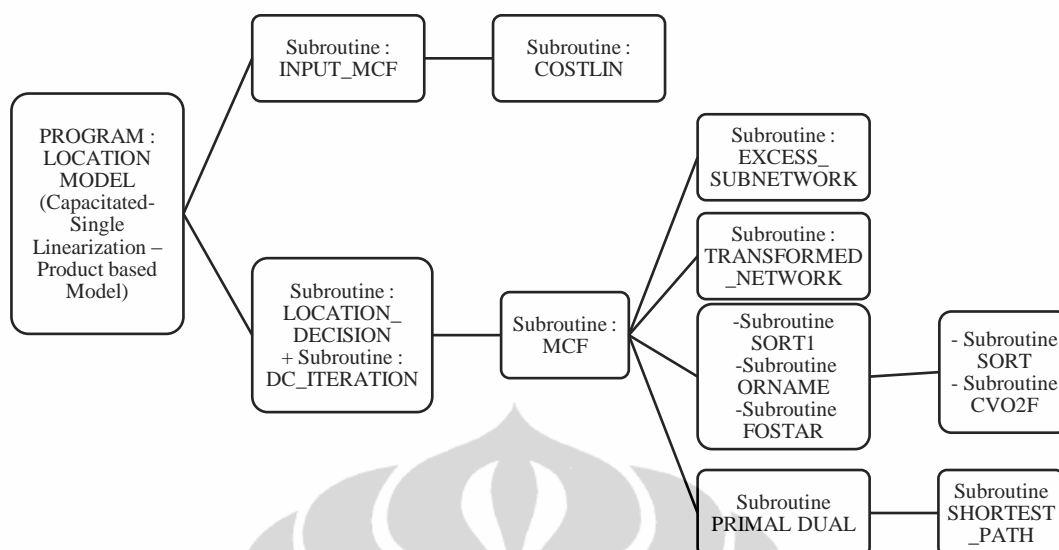 PROGRAM :
LOCATION
MODEL
(Capacitated-
Single
Linearization –
Product based
Model)
Subroutine :
INPUT_MCF
Subroutine :
COSTLIN
Subroutine :
LOCATION_
DECISION
+ Subroutine :
DC_ITERATION
Subroutine :
MCF
Subroutine :
EXCESS_
SUBNETWORK
Subroutine :
TRANSFORMED
_NETWORK
-Subroutine
SORT1
-Subroutine
ORNAME
-Subroutine
FOSTAR
- Subroutine
SORT
- Subroutine
CVO2F
Subroutine
PRIMAL DUAL
Subroutine
SHORTEST
_PATH